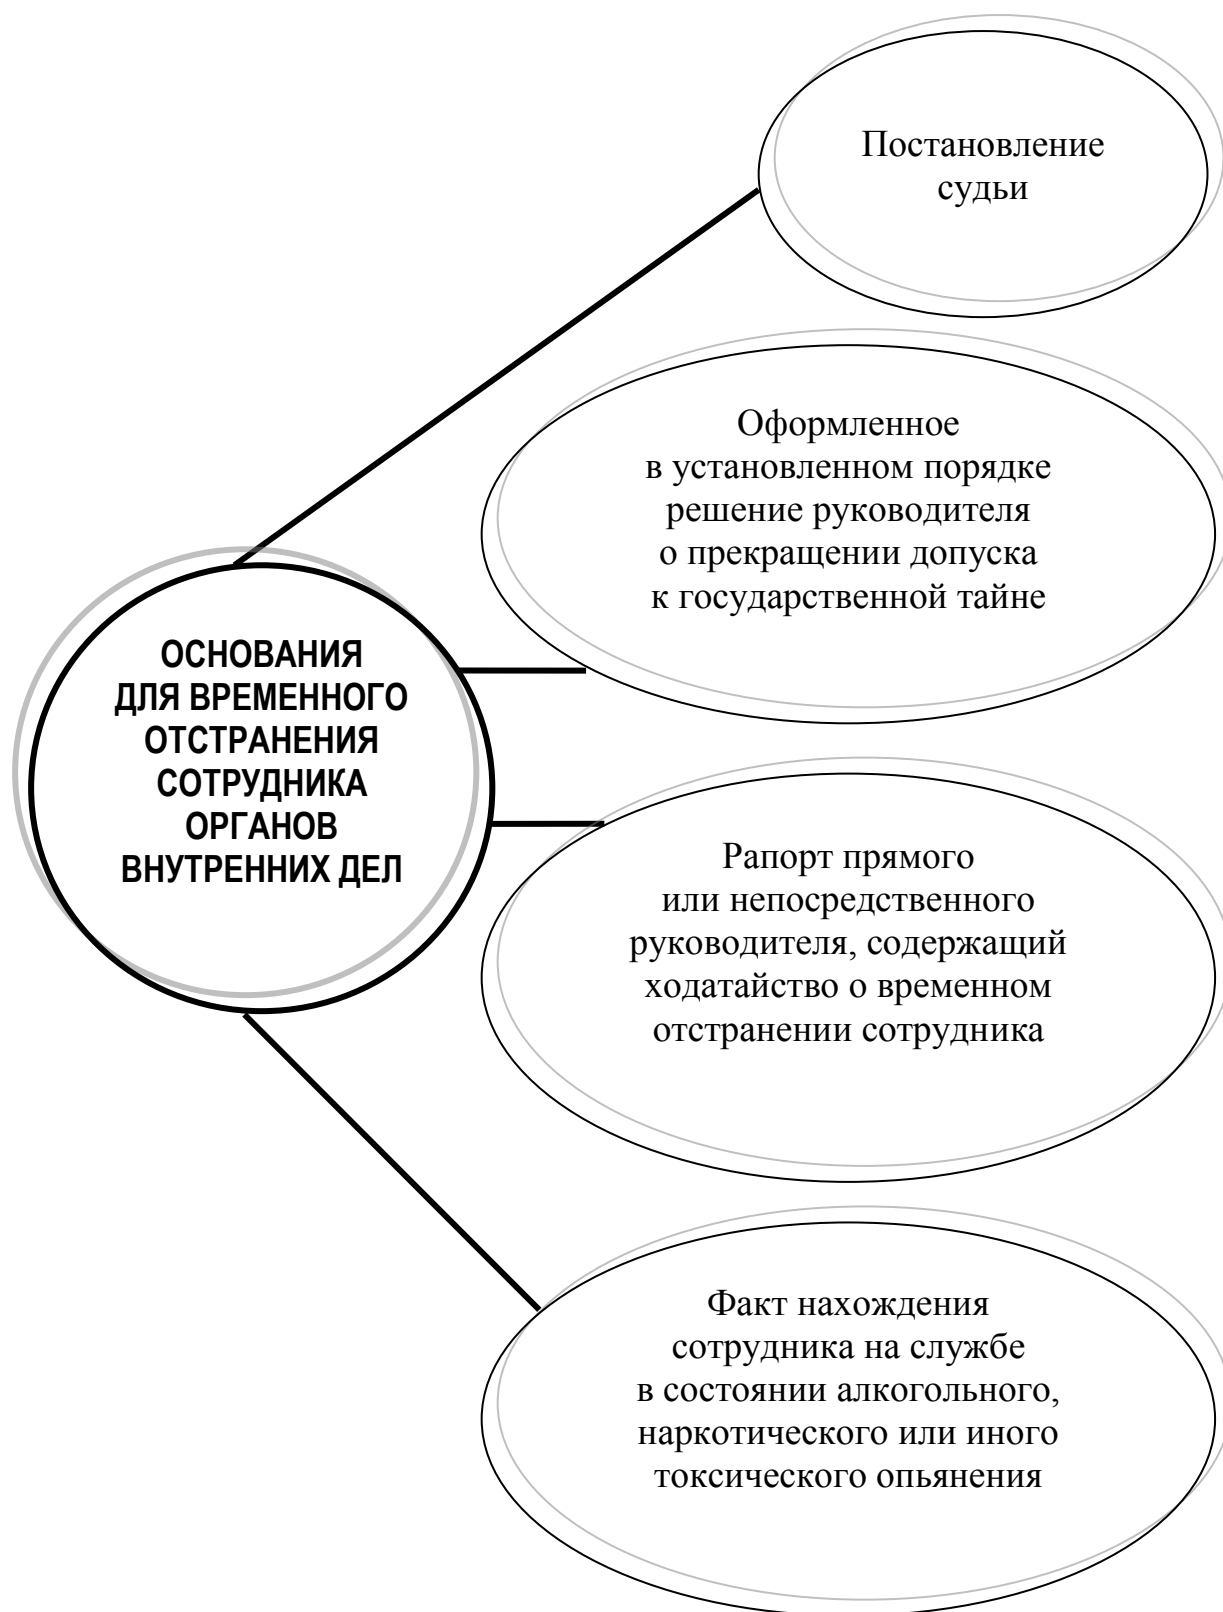 Постановление
судьи
Оформленное
в установленном порядке
решение руководителя
о прекращении допуска
к государственной тайне
ОСНОВАНИЯ
ДЛЯ ВРЕМЕННОГО
ОТСТРАНЕНИЯ
СОТРУДНИКА
ОРГАНОВ
ВНУТРЕННИХ ДЕЛ
Рапорт прямого
или непосредственного
руководителя, содержащий
ходатайство о временном
отстранении сотрудника
Факт нахождения
сотрудника на службе
в состоянии алкогольного,
наркотического или иного
токсического опьянения